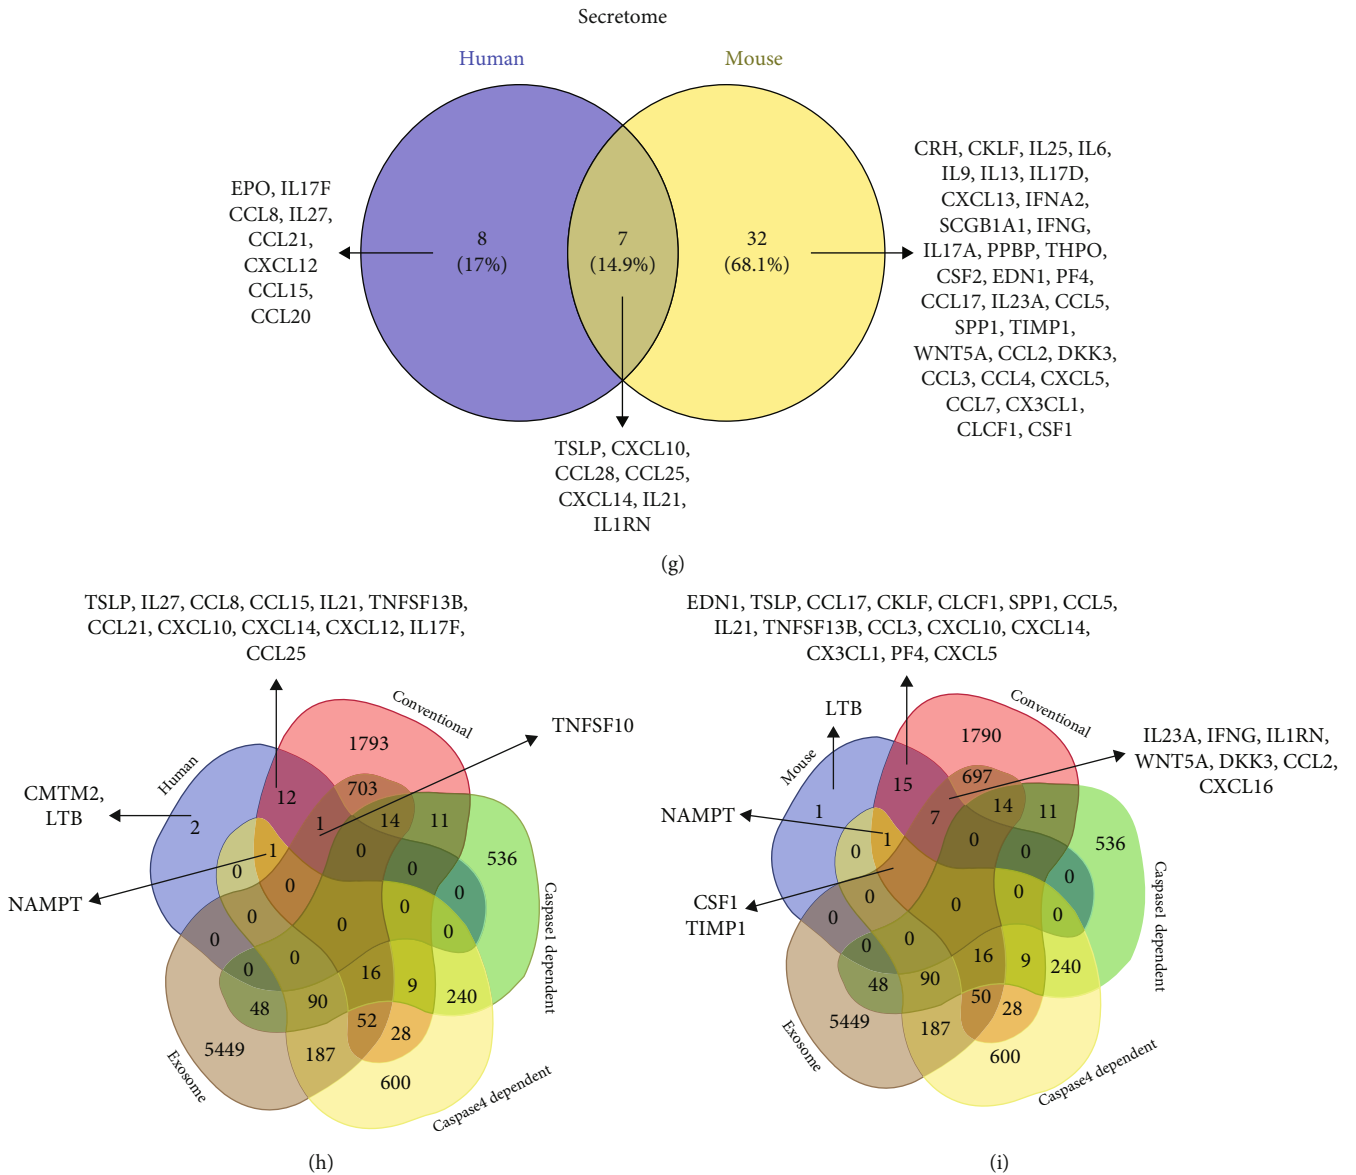 Secretome
Human
Mouse
EPO, IL17F
CCL8, IL27,
CCL21,
CXCL12
CCL15,
CCL20
8
(17%)
7
(14.9%)
32
(68.1%)
CRH, CKLF, IL25, IL6,
IL9, IL13, IL17D,
CXCL13, IFNA2,
SCGB1A1, IFNG,
IL17A, PPBP, THPO,
CSF2, EDN1, PF4,
CCL17, IL23A, CCL5,
SPP1, TIMP1,
WNT5A, CCL2, DKK3,
CCL3, CCL4, CXCL5,
CCL7, CX3CL1,
CLCF1, CSF1
TSLP, CXCL10,
CCL28, CCL25,
CXCL14, IL21,
IL1RN
(g)
TSLP, IL27, CCL8, CCL15, IL21, TNFSF13B,
CCL21, CXCL10, CXCL14, CXCL12, IL17F,
CCL25
Conventional
TNFSF10
Human
CMTM2,
LTB
NAMPT
1793
12
703
2
1
14
11
1
0
536
0
0
0
0
0
0
0
0
0
0
0
16
9
240
48
90
52
28
5449
187
600
Caspase1 dependent
Exosome
Caspase4 dependent
(h)
EDN1, TSLP, CCL17, CKLF, CLCF1, SPP1, CCL5,
IL21, TNFSF13B, CCL3, CXCL10, CXCL14,
CX3CL1, PF4, CXCL5
LTB
Conventional
Mouse
IL23A, IFNG, IL1RN,
WNT5A, DKK3, CCL2,
CXCL16
NAMPT
CSF1
TIMP1
1790
15
697
1
7
14
11
1
0
0
536
0
0
0
0
0
0
0
0
0
16
9
240
48
90
50
28
5449
187
600
Caspase1 dependent
Exosome
Caspase4 dependent
(i)